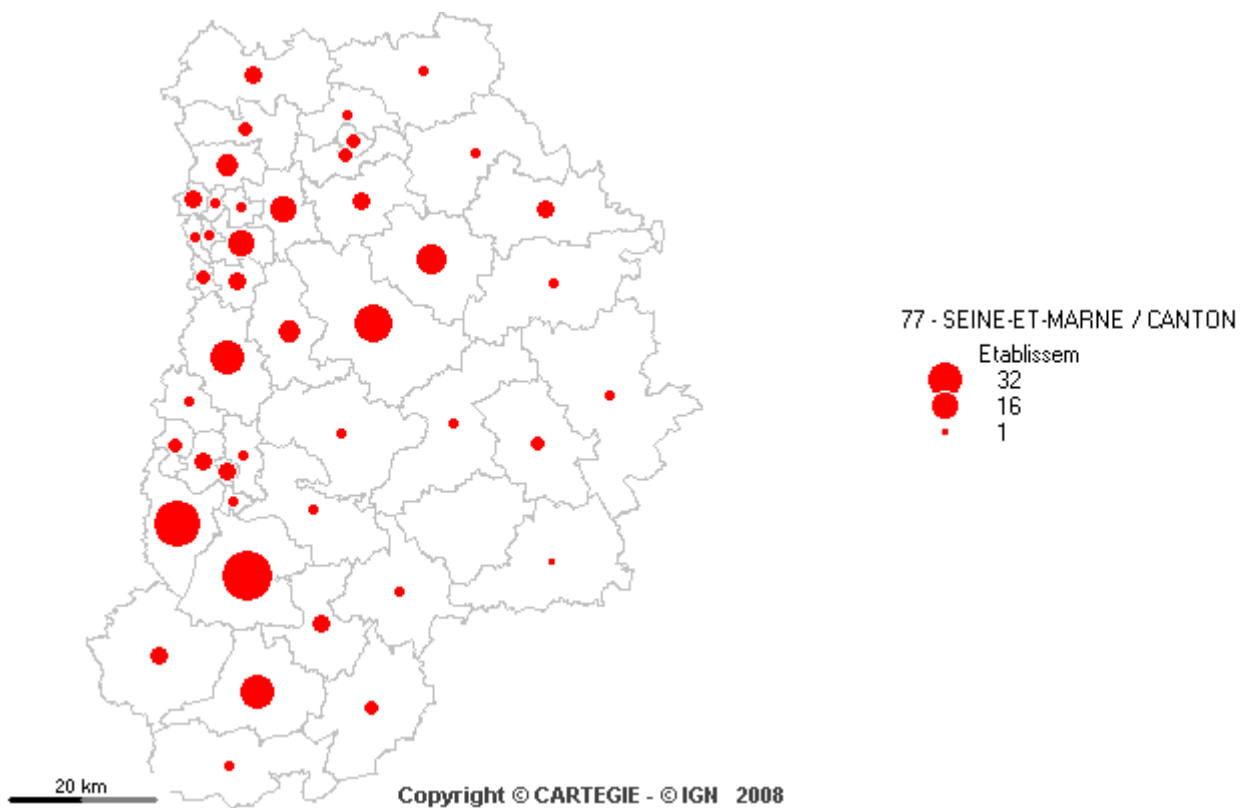 77 - SEINE-ET-MARNE / CANTON
Etablissem
32
16
1
20 km
Copyright © CARTEGIE - © IGN 2008